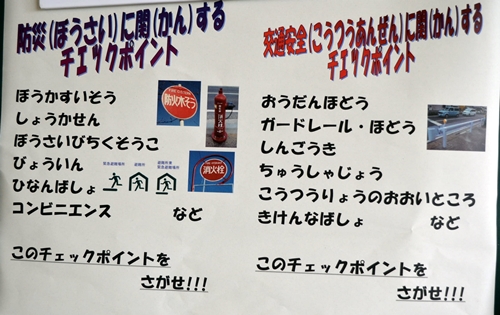 防災(ぼうさい)に関(かん)する
チェックポイント
ぼうかすいそう
しょうかせん
ぼうさいびちくそうこ
びょういん
ひなんばしょ
コンビニエンス　など
このチェックポイントを
さがせ!!!
防火水そう
消火栓
交通安全(こうつうあんぜん)に関(かん)する
チェックポイント
おうだんほどう
ガードレール・ほどう
しんごうき
ちゅうしゃじょう
こうつうりょうのおおいところ
きけんなばしょ　など
このチェックポイントを
さがせ!!!